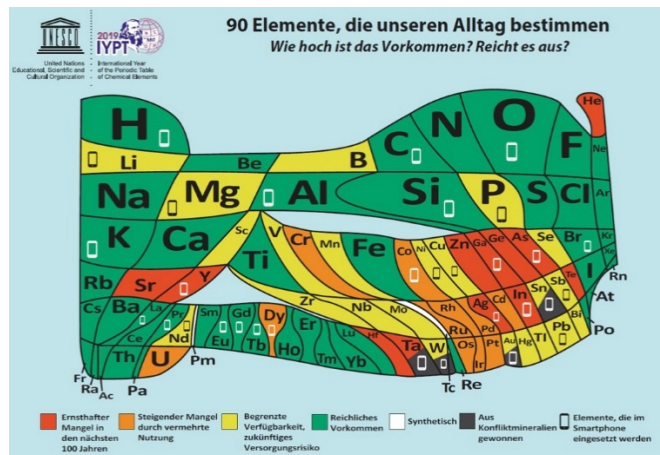 UNESCO
United Nations
Educational, Scientific and
Cultural Organization
2019
IYPT
International Year
of the Periodic Table
of Chemical Elements
90 Elemente, die unseren Alltag bestimmen
Wie hoch ist das Vorkommen? Reicht es aus?
H He
Li Be B C N O F Ne
Na Mg Al Si P S Cl Ar
K Ca Sc Ti V Cr Mn Fe Co Ni Cu Zn Ga Ge As Se Br Kr
Rb Sr Y Zr Nb Mo Tc Ru Rh Pd Ag Cd In Sn Sb Te I Xe
Cs Ba La Ce Pr Nd Pm Sm Eu Gd Tb Dy Ho Er Tm Yb Lu Hf Ta W Re Os Ir Pt Au Hg Tl Pb Bi Po At Rn
Fr Ra Ac Th Pa U
Ernsthafter
Mangel in
den nächsten
100 Jahren
Steigender Mangel
durch vermehrte
Nutzung
Begrenzte
Verfügbarkeit,
zukünftiges
Versorgungsrisiko
Reichliches
Vorkommen
Synthetisch
Aus
Konfliktmineralien
gewonnen
Elemente, die im
Smartphone
eingesetzt werden